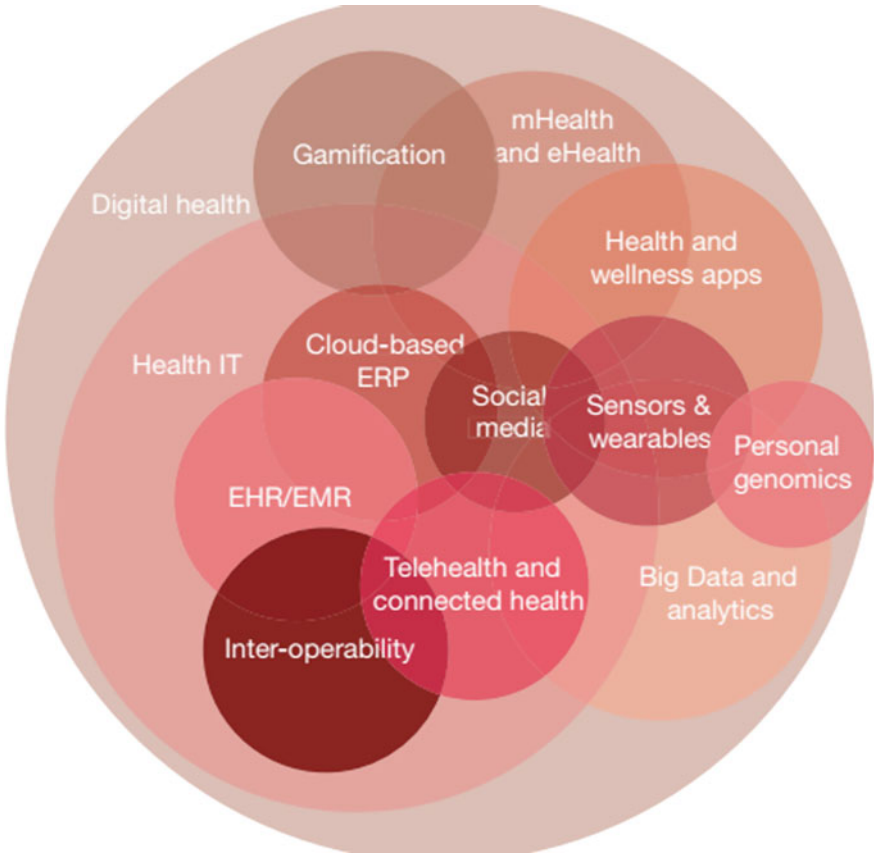 mHealth
and eHealth
Gamification
Digital health
Health and
wellness apps
Cloud-based
ERP
Health IT
Social
media
Sensors &
wearables
Personal
genomics
EHR/EMR
Telehealth and
connected health
Big Data and
analytics
Inter-operability